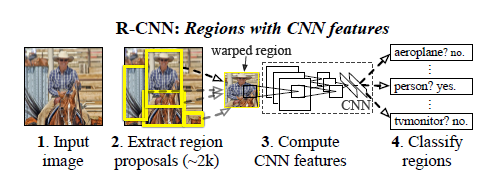 R-CNN: Regions with CNN features
warped region
aeroplane? no.
⋮
person? yes.
⋮
tvmonitor? no.
CNN
1. Input
image
2. Extract region
proposals (~2k)
3. Compute
CNN features
4. Classify
regions